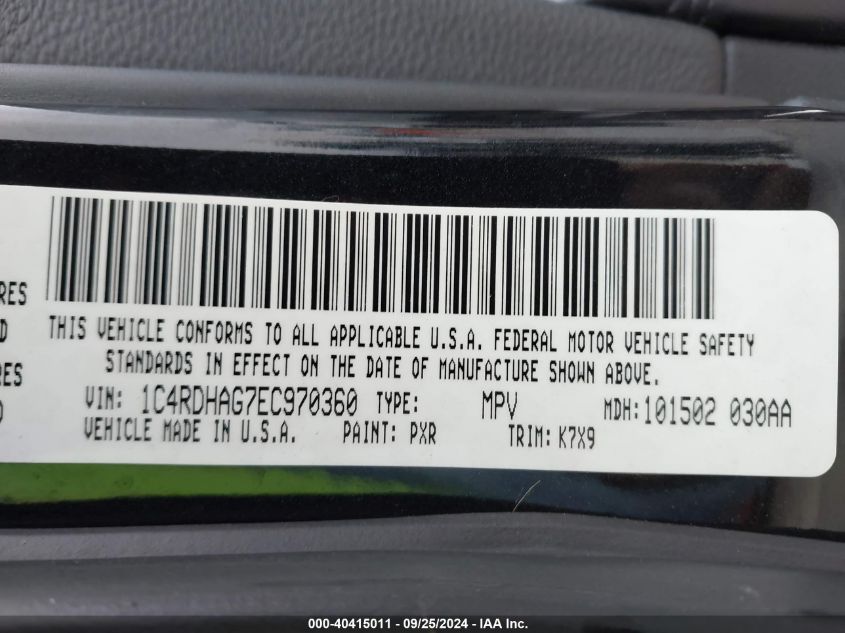 RES
THIS VEHICLE CONFORMS TO ALL APPLICABLE U.S.A. FEDERAL MOTOR VEHICLE SAFETY
D
STANDARDS IN EFFECT ON THE DATE OF MANUFACTURE SHOWN ABOVE.
RES
VIN: 1C4RDHAG7EC970360 TYPE: MPV MDH:101502 030AA
VEHICLE MADE IN U.S.A. PAINT: PXR TRIM: K7X9
000-40415011 - 09/25/2024 - IAA Inc.